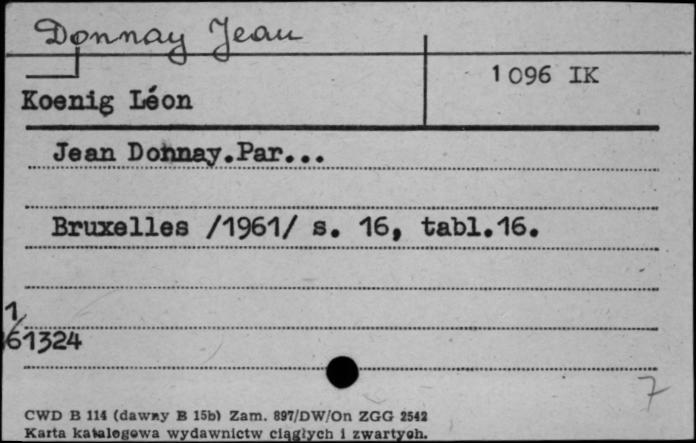 Donnay Jean
1096 IK
Koenig Léon
Jean Donnay.Par...
Bruxelles /1961/ s. 16, tabl.16.
1/
61324
7
CWD B 114 (dawny B 15b) Zam. 897/DW/On ZGG 2542
Karta katalogowa wydawnictw ciągłych i zwartych.